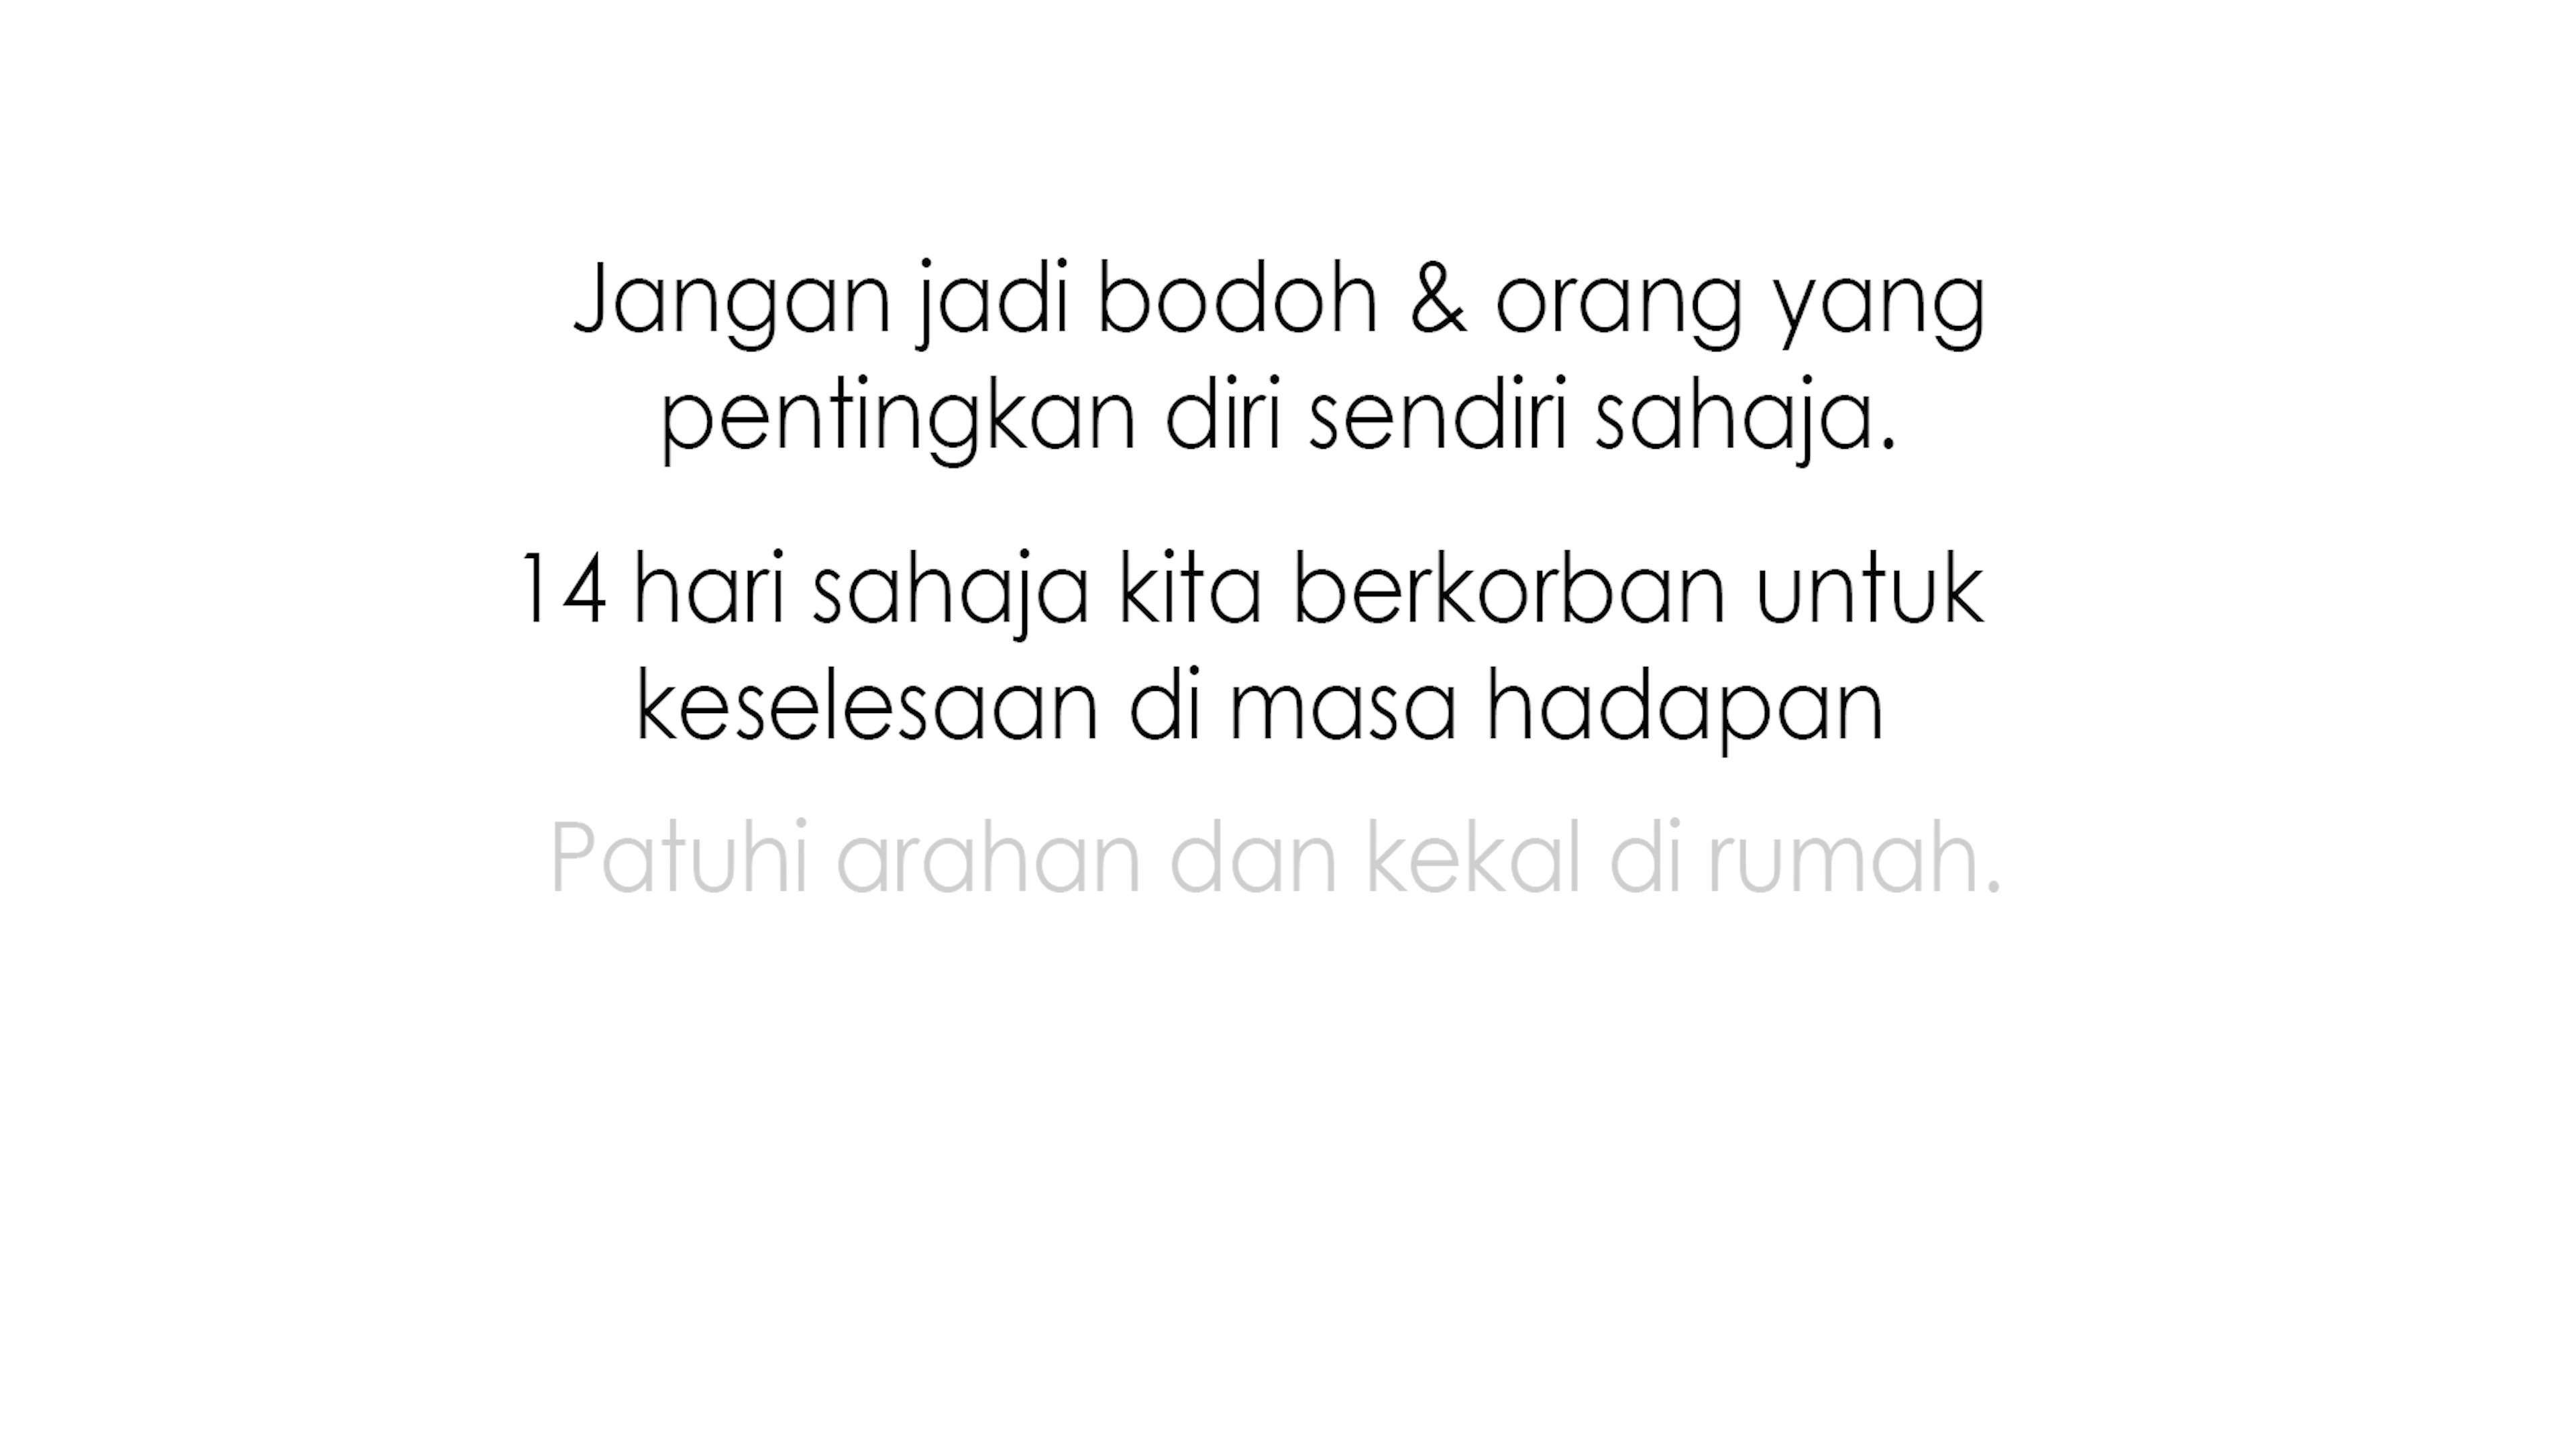 Jangan jadi bodoh & orang yang
pentingkan diri sendiri sahaja.
14 hari sahaja kita berkorban untuk
keselesaan di masa hadapan
Patuhi arahan dan kekal di rumah.